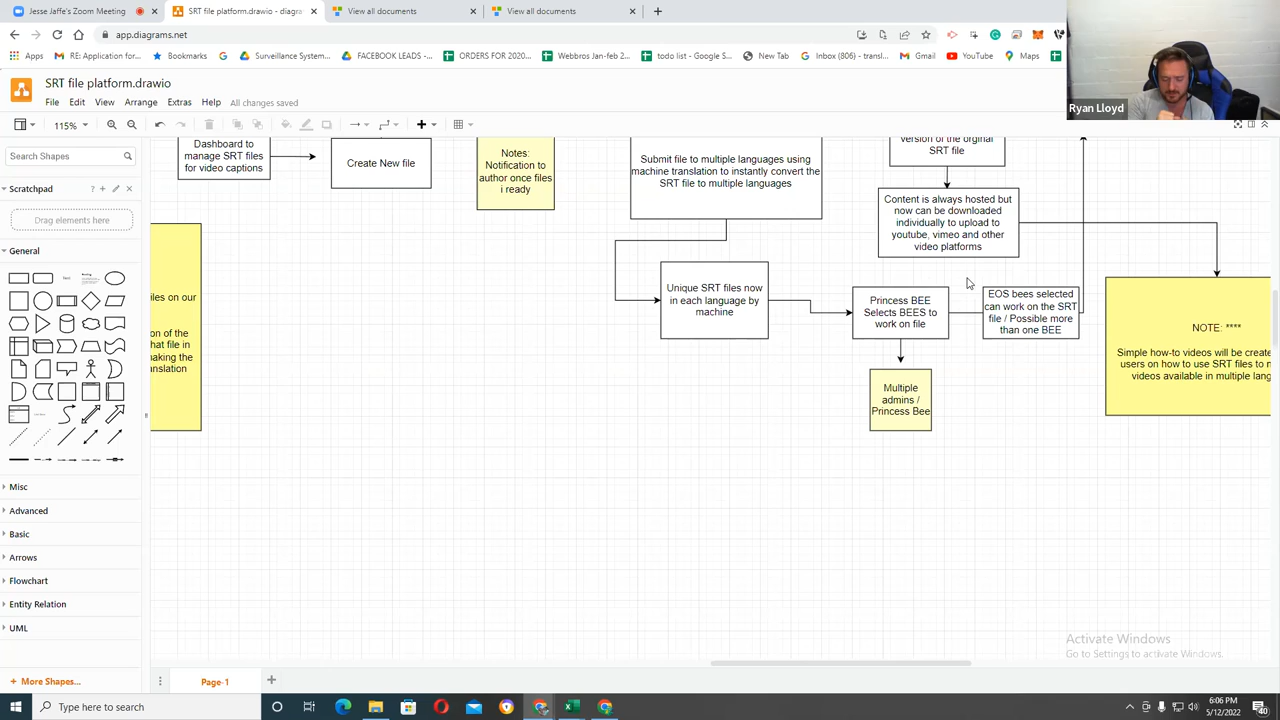 Jesse Jaffe's Zoom Meeting
SRT file platform.drawio - diagra
View all documents
View all documents
app.diagrams.net
Apps
RE: Application for...
Bookmarks
Surveillance System...
FACEBOOK LEADS -...
ORDERS FOR 2020...
Webbros Jan-feb 2...
todo list - Google S...
New Tab
Inbox (806) - transl...
Gmail
YouTube
Maps
Ryan Lloyd
SRT file platform.drawio
File Edit View Arrange Extras Help All changes saved
115%
Search Shapes
Scratchpad
Drag elements here
General
Text
Misc
Advanced
Basic
Arrows
Flowchart
Entity Relation
UML
+ More Shapes...
Dashboard to
manage SRT files
for video captions
Create New file
Notes:
Notification to
author once files
i ready
Submit file to multiple languages using
machine translation to instantly convert the
SRT file to multiple languages
version of the orginal
SRT file
Content is always hosted but
now can be downloaded
individually to upload to
youtube, vimeo and other
video platforms
iles on our
on of the
hat file in
making the
anslation
Unique SRT files now
in each language by
machine
Princess BEE
Selects BEES to
work on file
EOS bees selected
can work on the SRT
file / Possible more
than one BEE
Multiple
admins /
Princess Bee
NOTE: ****
Simple how-to videos will be create
users on how to use SRT files to m
videos available in multiple lang
Activate Windows
Go to Settings to activate Windows.
Page-1
Type here to search
6:06 PM
5/12/2022
40